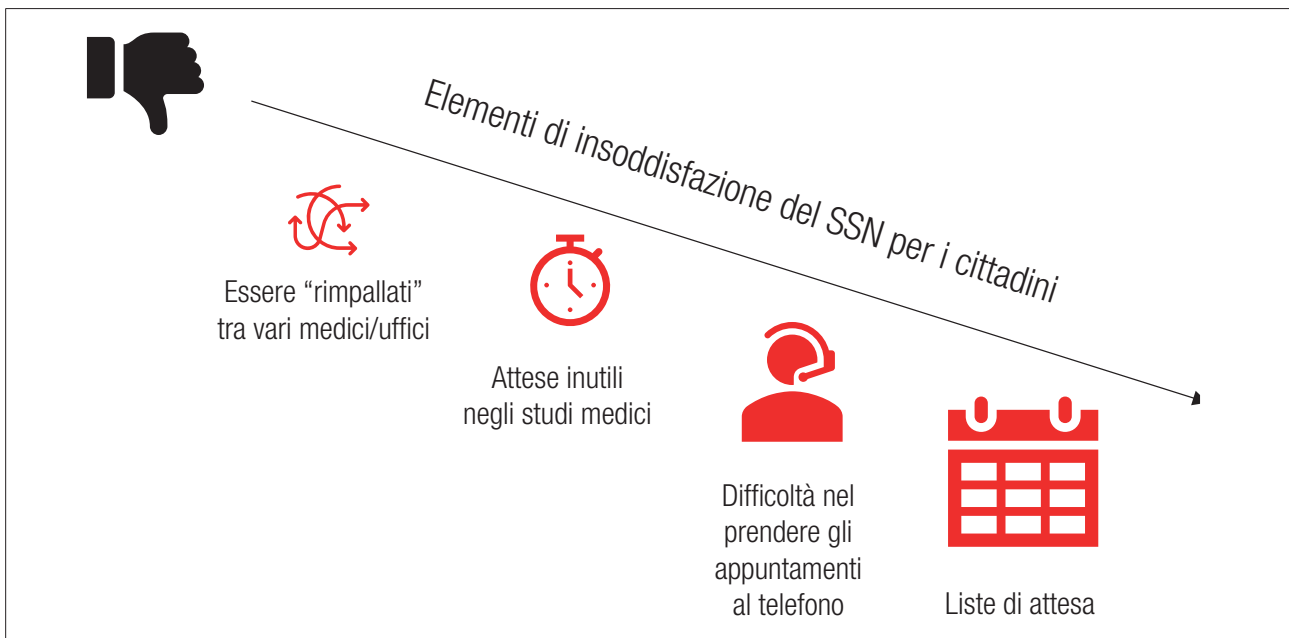 Elementi di insoddisfazione del SSN per i cittadini
Essere “rimpallati”
tra vari medici/uffici
Attese inutili
negli studi medici
Difficoltà nel
prendere gli
appuntamenti
al telefono
Liste di attesa